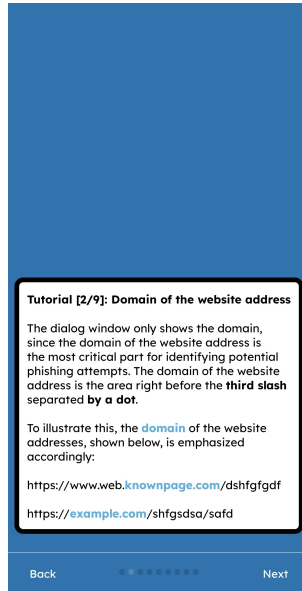 Tutorial [2/9]: Domain of the website address
The dialog window only shows the domain,
since the domain of the website address is
the most critical part for identifying potential
phishing attempts. The domain of the website
address is the area right before the third slash
separated by a dot.
To illustrate this, the domain of the website
addresses, shown below, is emphasized
accordingly:
https://www.web.knownpage.com/dshfgfgdf
https://example.com/shfgsdsa/safd
Back
Next